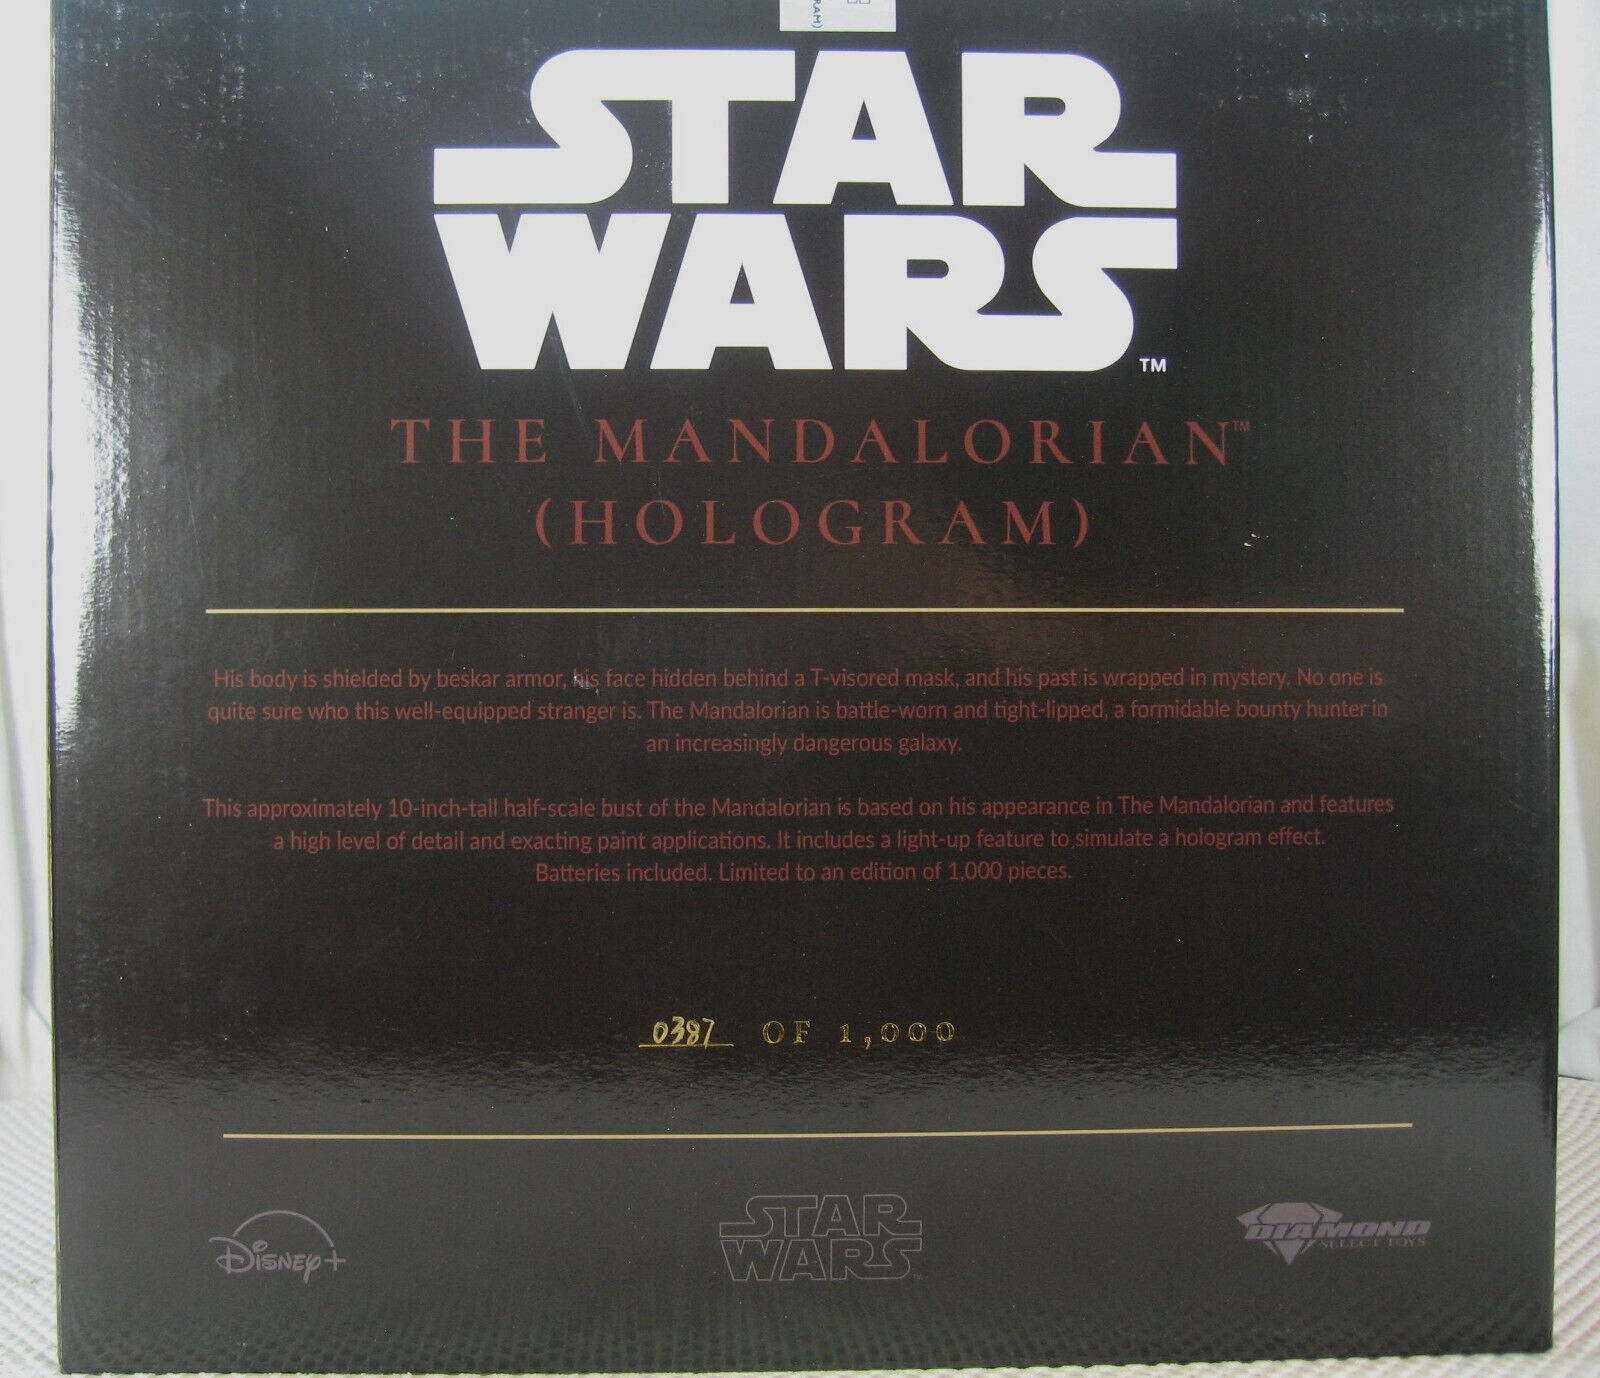 RAM)
STAR
WARS™
THE MANDALORIAN™
(HOLOGRAM)
His body is shielded by beskar armor, his face hidden behind a T-visored mask, and his past is wrapped in mystery. No one is
quite sure who this well-equipped stranger is. The Mandalorian is battle-worn and tight-lipped, a formidable bounty hunter in
an increasingly dangerous galaxy.
This approximately 10-inch-tall half-scale bust of the Mandalorian is based on his appearance in The Mandalorian and features
a high level of detail and exacting paint applications. It includes a light-up feature to simulate a hologram effect.
Batteries included. Limited to an edition of 1,000 pieces.
0387 OF 1,000
Disney+
STAR
WARS™
DIAMOND
SELECT TOYS